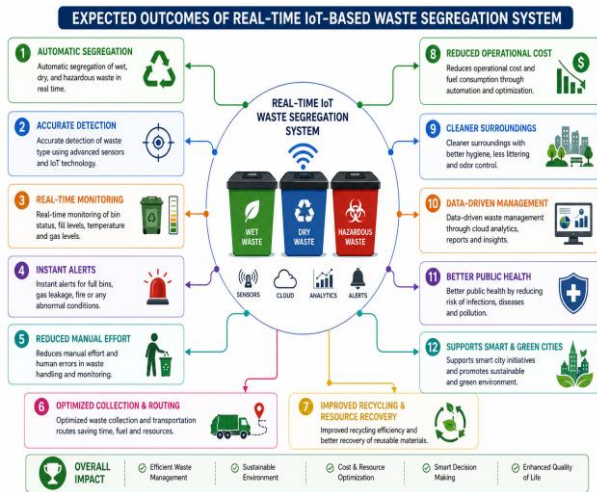 EXPECTED OUTCOMES OF REAL-TIME IoT-BASED WASTE SEGREGATION SYSTEM
1 AUTOMATIC SEGREGATION
Automatic segregation of wet,
dry, and hazardous waste in
real time.
2 ACCURATE DETECTION
Accurate detection of waste
type using advanced sensors
and IoT technology.
3 REAL-TIME MONITORING
Real-time monitoring of bin
status, fill levels, temperature
and gas levels.
4 INSTANT ALERTS
Instant alerts for full bins,
gas leakage, fire or any
abnormal conditions.
5 REDUCED MANUAL EFFORT
Reduces manual effort and
human errors in waste
handling and monitoring.
REAL-TIME IoT
WASTE SEGREGATION
SYSTEM
WET
WASTE
DRY
WASTE
HAZARDOUS
WASTE
SENSORS
CLOUD
ANALYTICS
ALERTS
8 REDUCED OPERATIONAL COST
Reduces operational cost and
fuel consumption through
automation and optimization.
$
9 CLEANER SURROUNDINGS
Cleaner surroundings with
better hygiene, less littering
and odor control.
10 DATA-DRIVEN MANAGEMENT
Data-driven waste management
through cloud analytics,
reports and insights.
11 BETTER PUBLIC HEALTH
Better public health by reducing
risk of infections, diseases
and pollution.
12 SUPPORTS SMART & GREEN CITIES
Supports smart city initiatives
and promotes sustainable
and green environment.
6 OPTIMIZED COLLECTION & ROUTING
Optimized waste collection and transportation
routes saving time, fuel and resources.
7 IMPROVED RECYCLING &
RESOURCE RECOVERY
Improved recycling efficiency and
better recovery of reusable materials.
OVERALL
IMPACT
Efficient Waste
Management
Sustainable
Environment
Cost & Resource
Optimization
Smart Decision
Making
Enhanced Quality
of Life